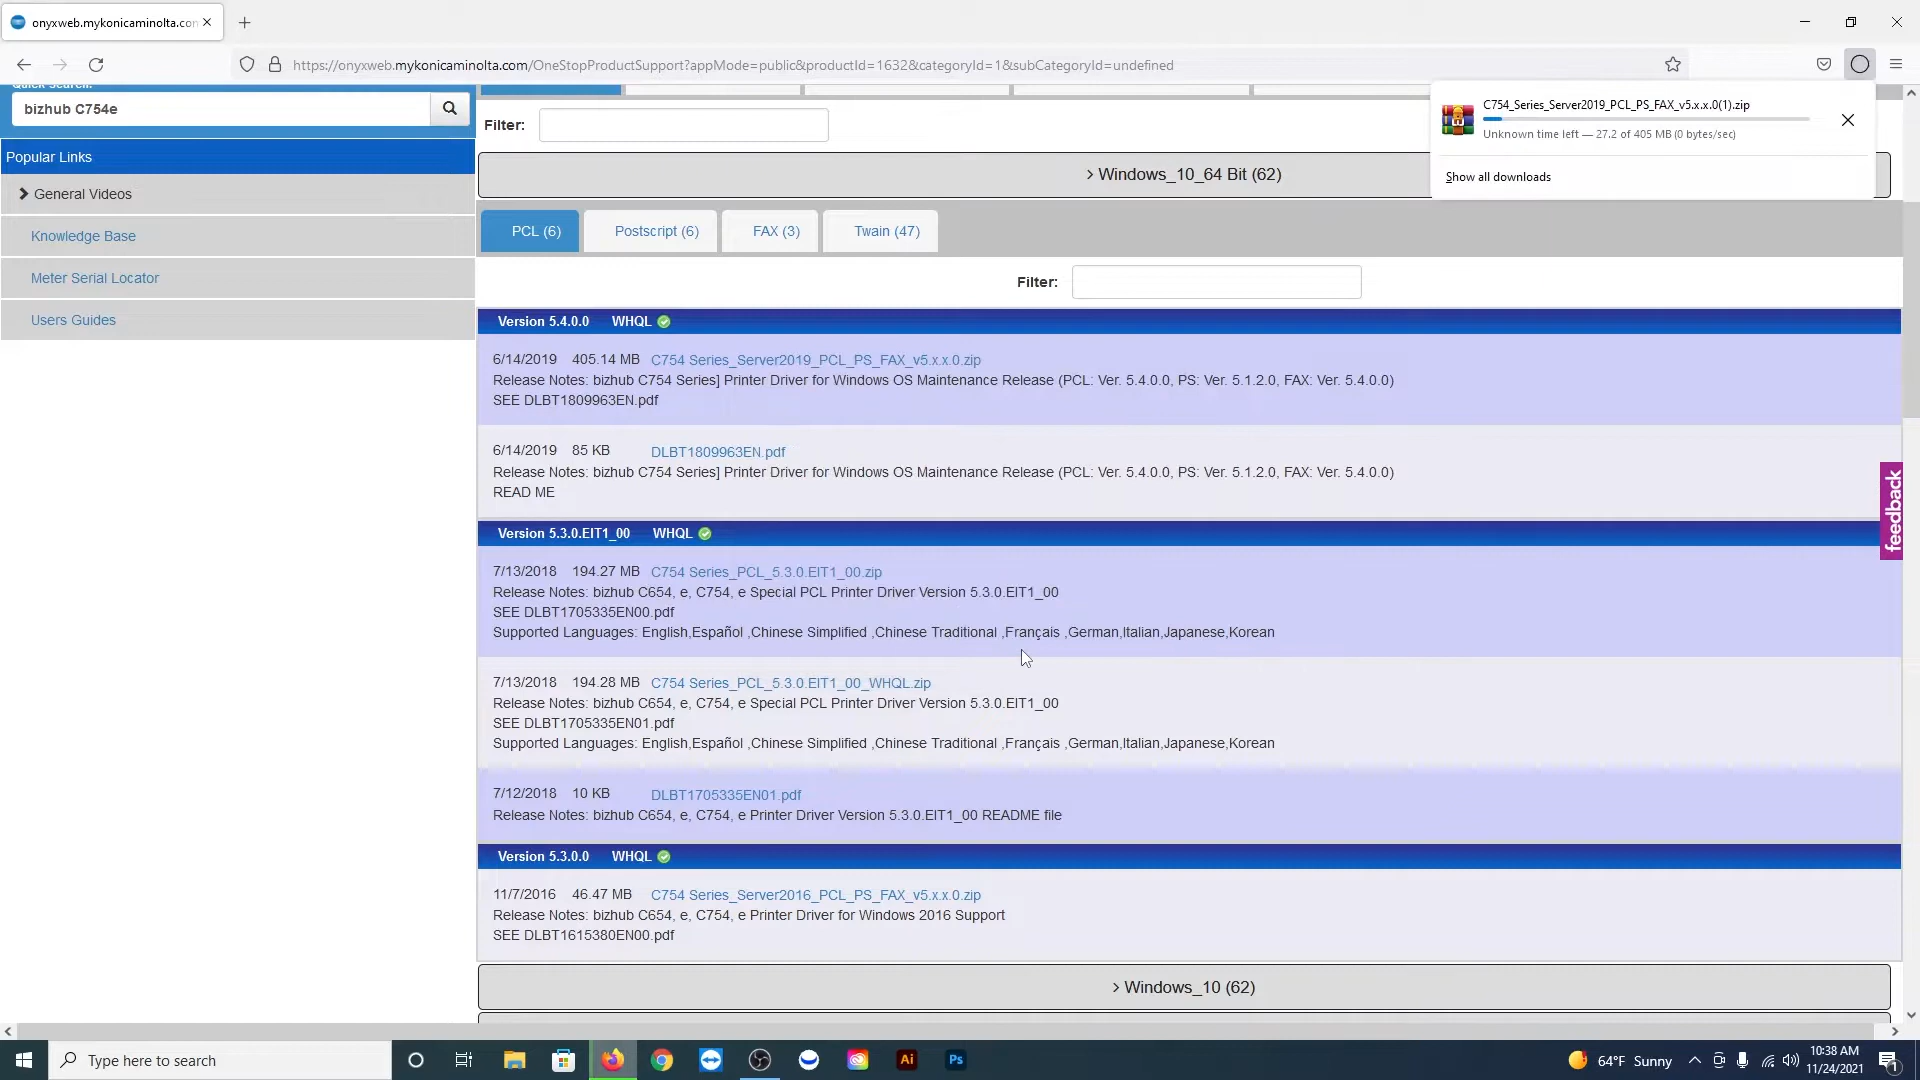 onyxweb.mykonicaminolta.con
https://onyxweb.mykonicaminolta.com/OneStopProductSupport?appMode=public&productId=1632&categoryId=1&subCategoryId=undefined
Quick search:
bizhub C754e
Popular Links
General Videos
Knowledge Base
Meter Serial Locator
Users Guides
C754_Series_Server2019_PCL_PS_FAX_v5.x.x.0(1).zip
Unknown time left — 27.2 of 405 MB (0 bytes/sec)
Show all downloads
Filter:
> Windows_10_64 Bit (62)
PCL (6) Postscript (6) FAX (3) Twain (47)
Filter:
Version 5.4.0.0 WHQL
6/14/2019 405.14 MB C754 Series_Server2019_PCL_PS_FAX_v5.x.x.0.zip
Release Notes: bizhub C754 Series] Printer Driver for Windows OS Maintenance Release (PCL: Ver. 5.4.0.0, PS: Ver. 5.1.2.0, FAX: Ver. 5.4.0.0)
SEE DLBT1809963EN.pdf
6/14/2019 85 KB DLBT1809963EN.pdf
Release Notes: bizhub C754 Series] Printer Driver for Windows OS Maintenance Release (PCL: Ver. 5.4.0.0, PS: Ver. 5.1.2.0, FAX: Ver. 5.4.0.0)
READ ME
Version 5.3.0.EIT1_00 WHQL
7/13/2018 194.27 MB C754 Series_PCL_5.3.0.EIT1_00.zip
Release Notes: bizhub C654, e, C754, e Special PCL Printer Driver Version 5.3.0.EIT1_00
SEE DLBT1705335EN00.pdf
Supported Languages: English,Español ,Chinese Simplified ,Chinese Traditional ,Français ,German,Italian,Japanese,Korean
7/13/2018 194.28 MB C754 Series_PCL_5.3.0.EIT1_00_WHQL.zip
Release Notes: bizhub C654, e, C754, e Special PCL Printer Driver Version 5.3.0.EIT1_00
SEE DLBT1705335EN01.pdf
Supported Languages: English,Español ,Chinese Simplified ,Chinese Traditional ,Français ,German,Italian,Japanese,Korean
7/12/2018 10 KB DLBT1705335EN01.pdf
Release Notes: bizhub C654, e, C754, e Printer Driver Version 5.3.0.EIT1_00 README file
Version 5.3.0.0 WHQL
11/7/2016 46.47 MB C754 Series_Server2016_PCL_PS_FAX_v5.x.x.0.zip
Release Notes: bizhub C654, e, C754, e Printer Driver for Windows 2016 Support
SEE DLBT1615380EN00.pdf
> Windows_10 (62)
feedback
Type here to search
Ai
Ps
64°F Sunny
10:38 AM
11/24/2021
1